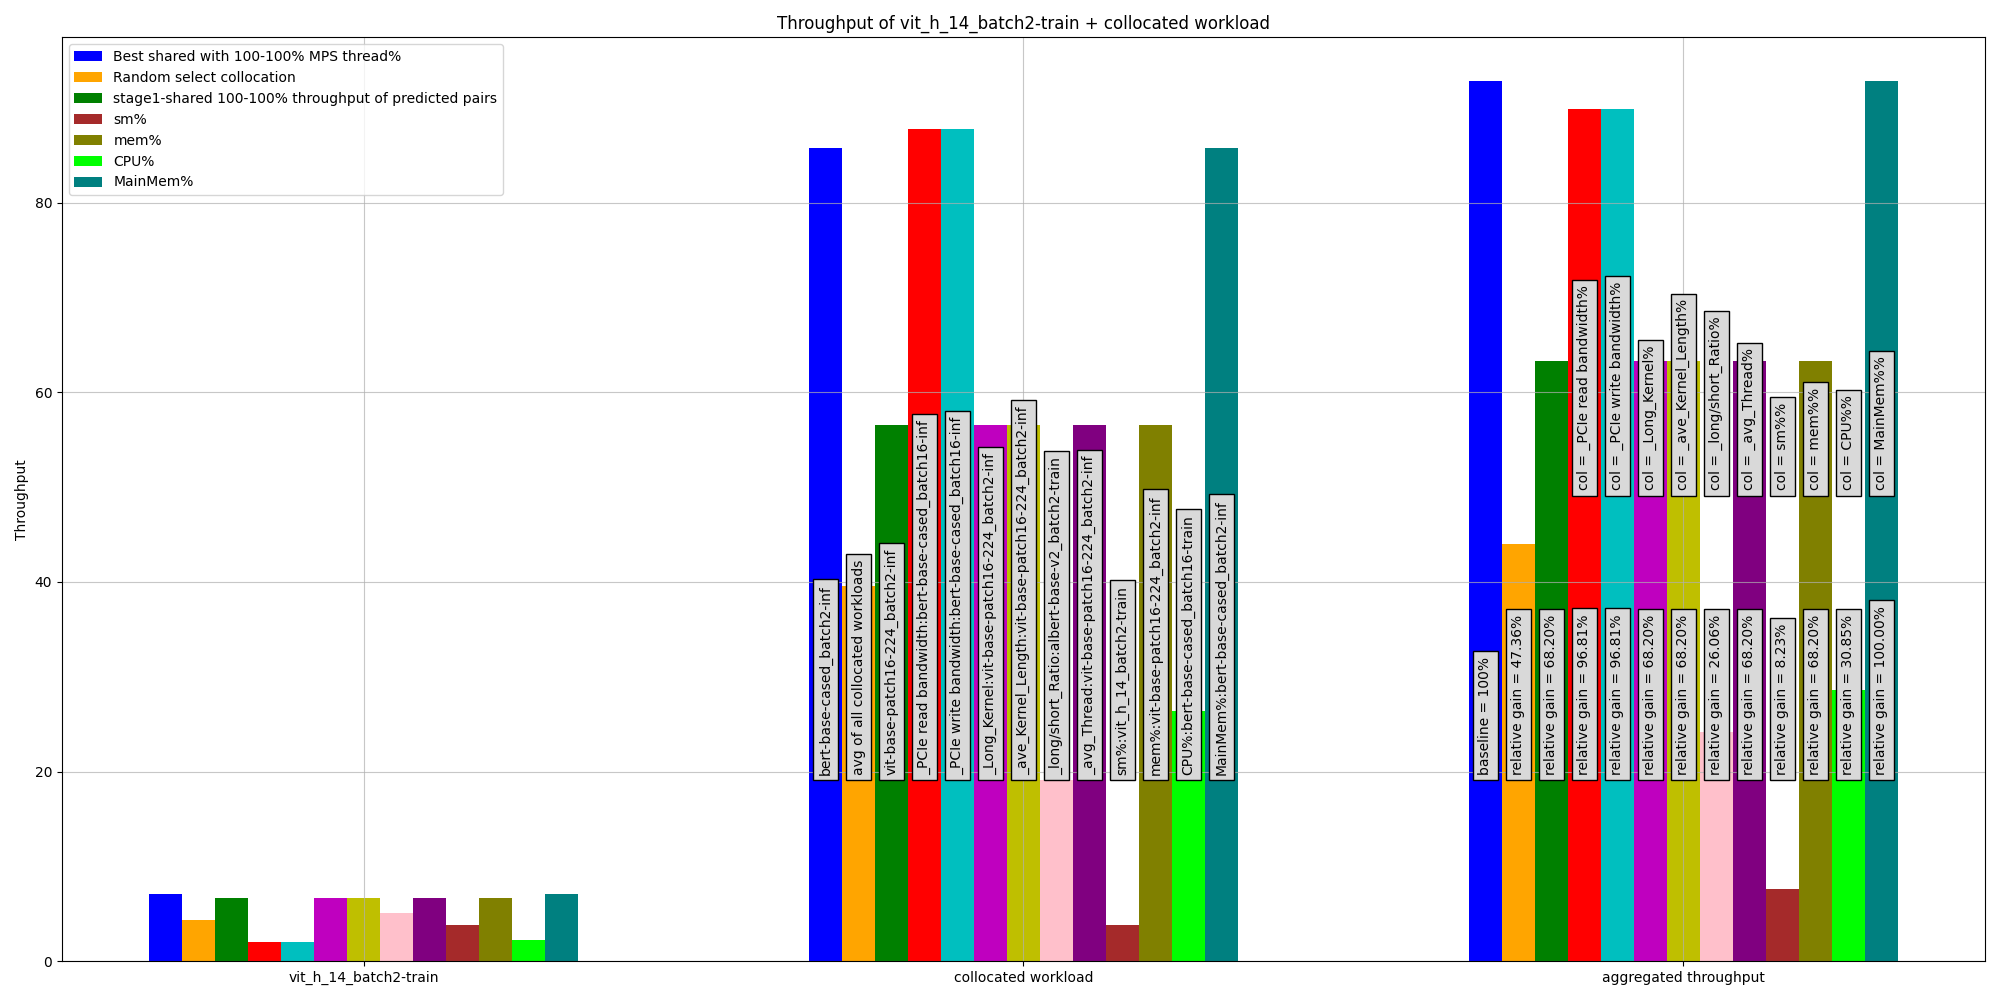 Throughput of vit_h_14_batch2-train + collocated workload
Best shared with 100-100% MPS thread%
Random select collocation
stage1-shared 100-100% throughput of predicted pairs
sm%
mem%
CPU%
MainMem%
Throughput
80
60
40
20
0
bert-base-cased_batch2-inf
avg of all collocated workloads
vit-base-patch16-224_batch2-inf
_PCIe read bandwidth:bert-base-cased_batch16-inf
_PCIe write bandwidth:bert-base-cased_batch16-inf
_Long_Kernel:vit-base-patch16-224_batch2-inf
_ave_Kernel_Length:vit-base-patch16-224_batch2-inf
_long/short_Ratio:albert-base-v2_batch2-train
_avg_Thread:vit-base-patch16-224_batch2-inf
sm%:vit_h_14_batch2-train
mem%:vit-base-patch16-224_batch2-inf
CPU%:bert-base-cased_batch16-train
MainMem%:bert-base-cased_batch2-inf
col = _PCIe read bandwidth%
col = _PCIe write bandwidth%
col = _Long_Kernel%
col = _ave_Kernel_Length%
col = _long/short_Ratio%
col = _avg_Thread%
col = sm%%
col = mem%%
col = CPU%%
col = MainMem%%
baseline = 100%
relative gain = 47.36%
relative gain = 68.20%
relative gain = 96.81%
relative gain = 96.81%
relative gain = 68.20%
relative gain = 68.20%
relative gain = 26.06%
relative gain = 68.20%
relative gain = 8.23%
relative gain = 68.20%
relative gain = 30.85%
relative gain = 100.00%
vit_h_14_batch2-train
collocated workload
aggregated throughput